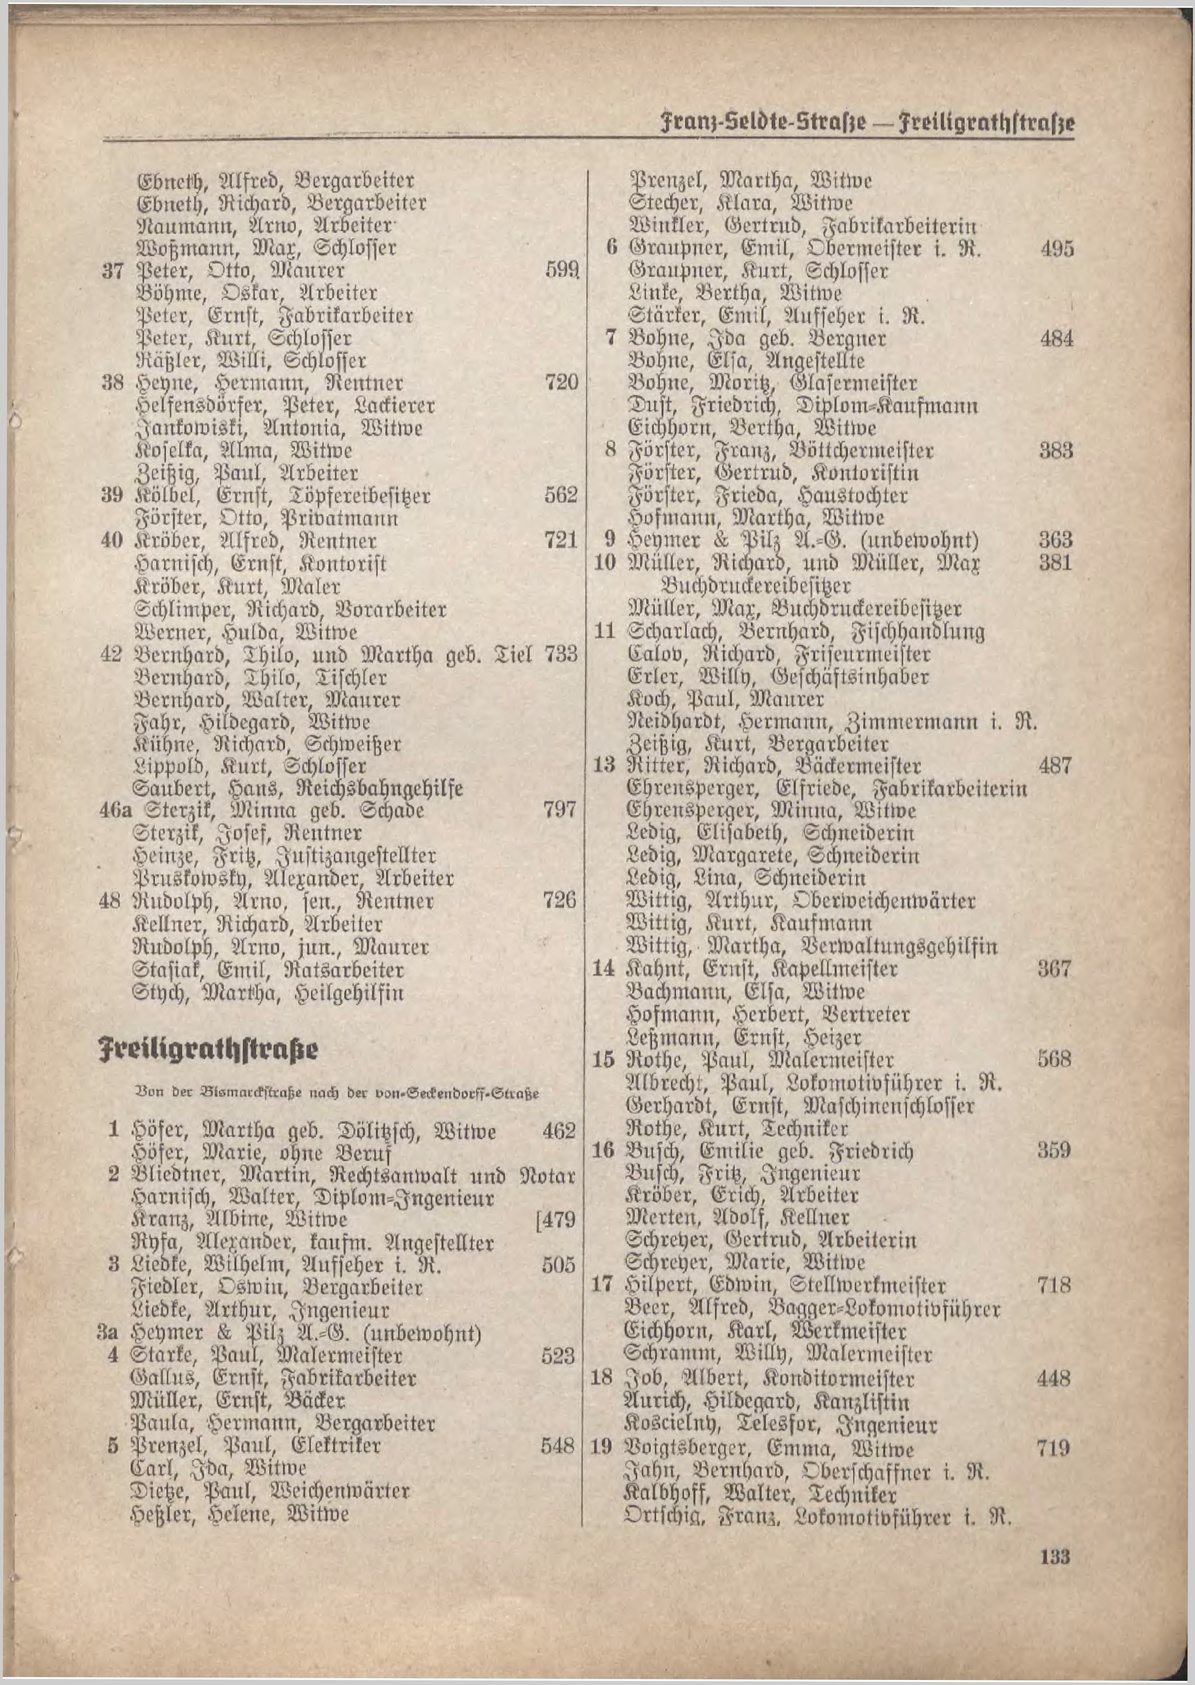 Franz-Seldte-Straße — Freiligrathstraße
Ebneth, Alfred, Bergarbeiter
Ebneth, Richard, Bergarbeiter
Naumann, Arno, Arbeiter
Woßmann, Max, Schlosser
37 Peter, Otto, Maurer 599
Böhme, Oskar, Arbeiter
Peter, Ernst, Fabrikarbeiter
Peter, Kurt, Schlosser
Räßler, Willi, Schlosser
38 Heyne, Hermann, Rentner 720
Helfensdörfer, Peter, Lackierer
Jankowiski, Antonia, Witwe
Koselka, Alma, Witwe
Zeißig, Paul, Arbeiter
39 Kölbel, Ernst, Töpfereibesitzer 562
Förster, Otto, Privatmann
40 Kröber, Alfred, Rentner 721
Harnisch, Ernst, Kontorist
Kröber, Kurt, Maler
Schlimper, Richard, Vorarbeiter
Werner, Hulda, Witwe
42 Bernhard, Thilo, und Martha geb. Tiel 733
Bernhard, Thilo, Tischler
Bernhard, Walter, Maurer
Fahr, Hildegard, Witwe
Kühne, Richard, Schweißer
Lippold, Kurt, Schlosser
Saubert, Hans, Reichsbahngehilfe
46a Sterzik, Minna geb. Schade 797
Sterzik, Josef, Rentner
Heinze, Fritz, Justizangestellter
Pruskowsky, Alexander, Arbeiter
48 Rudolph, Arno, sen., Rentner 726
Kellner, Richard, Arbeiter
Rudolph, Arno, jun., Maurer
Stasiak, Emil, Ratsarbeiter
Stych, Martha, Heilgehilfin
Freiligrathstraße
Von der Bismarckstraße nach der von-Seckendorff-Straße
1 Höfer, Martha geb. Dölitzsch, Witwe 462
Höfer, Marie, ohne Beruf
2 Bliedtner, Martin, Rechtsanwalt und Notar
Harnisch, Walter, Diplom-Ingenieur
Kranz, Albine, Witwe [479
Ryfa, Alexander, kaufm. Angestellter
3 Liedke, Wilhelm, Aufseher i. R. 505
Fiedler, Oswin, Bergarbeiter
Liedke, Arthur, Ingenieur
3a Heymer & Pilz A.-G. (unbewohnt)
4 Starke, Paul, Malermeister 523
Gallus, Ernst, Fabrikarbeiter
Müller, Ernst, Bäcker
Paula, Hermann, Bergarbeiter
5 Prenzel, Paul, Elektriker 548
Carl, Ida, Witwe
Dietze, Paul, Weichenwärter
Heßler, Helene, Witwe
Prenzel, Martha, Witwe
Stecher, Klara, Witwe
Winkler, Gertrud, Fabrikarbeiterin
6 Graupner, Emil, Obermeister i. R. 495
Graupner, Kurt, Schlosser
Linke, Bertha, Witwe
Stärker, Emil, Aufseher i. R.
7 Bohne, Ida geb. Bergner 484
Bohne, Elsa, Angestellte
Bohne, Moritz, Glasermeister
Dust, Friedrich, Diplom-Kaufmann
Eichhorn, Bertha, Witwe
8 Förster, Franz, Böttchermeister 383
Förster, Gertrud, Kontoristin
Förster, Frieda, Haustochter
Hofmann, Martha, Witwe
9 Heymer & Pilz A.-G. (unbewohnt) 363
10 Müller, Richard, und Müller, Max 381
Buchdruckereibesitzer
Müller, Max, Buchdruckereibesitzer
11 Scharlach, Bernhard, Fischhandlung
Calov, Richard, Friseurmeister
Erler, Willy, Geschäftsinhaber
Koch, Paul, Maurer
Neidhardt, Hermann, Zimmermann i. R.
Zeißig, Kurt, Bergarbeiter
13 Ritter, Richard, Bäckermeister 487
Ehrensperger, Elfriede, Fabrikarbeiterin
Ehrensperger, Minna, Witwe
Ledig, Elisabeth, Schneiderin
Ledig, Margarete, Schneiderin
Ledig, Lina, Schneiderin
Wittig, Arthur, Oberweichenwärter
Wittig, Kurt, Kaufmann
Wittig, Martha, Verwaltungsgehilfin
14 Kahnt, Ernst, Kapellmeister 367
Bachmann, Elsa, Witwe
Hofmann, Herbert, Vertreter
Leßmann, Ernst, Heizer
15 Rothe, Paul, Malermeister 568
Albrecht, Paul, Lokomotivführer i. R.
Gerhardt, Ernst, Maschinenschlosser
Rothe, Kurt, Techniker
16 Busch, Emilie geb. Friedrich 359
Busch, Fritz, Ingenieur
Kröber, Erich, Arbeiter
Merten, Adolf, Kellner
Schreyer, Gertrud, Arbeiterin
Schreyer, Marie, Witwe
17 Hilpert, Edwin, Stellwerkmeister 718
Beer, Alfred, Bagger-Lokomotivführer
Eichhorn, Karl, Werkmeister
Schramm, Willy, Malermeister
18 Job, Albert, Konditormeister 448
Aurich, Hildegard, Kanzlistin
Koscielny, Telesfor, Ingenieur
19 Voigtsberger, Emma, Witwe 719
Jahn, Bernhard, Oberschaffner i. R.
Kalbhoff, Walter, Techniker
Ortschig, Franz, Lokomotivführer i. R.
133